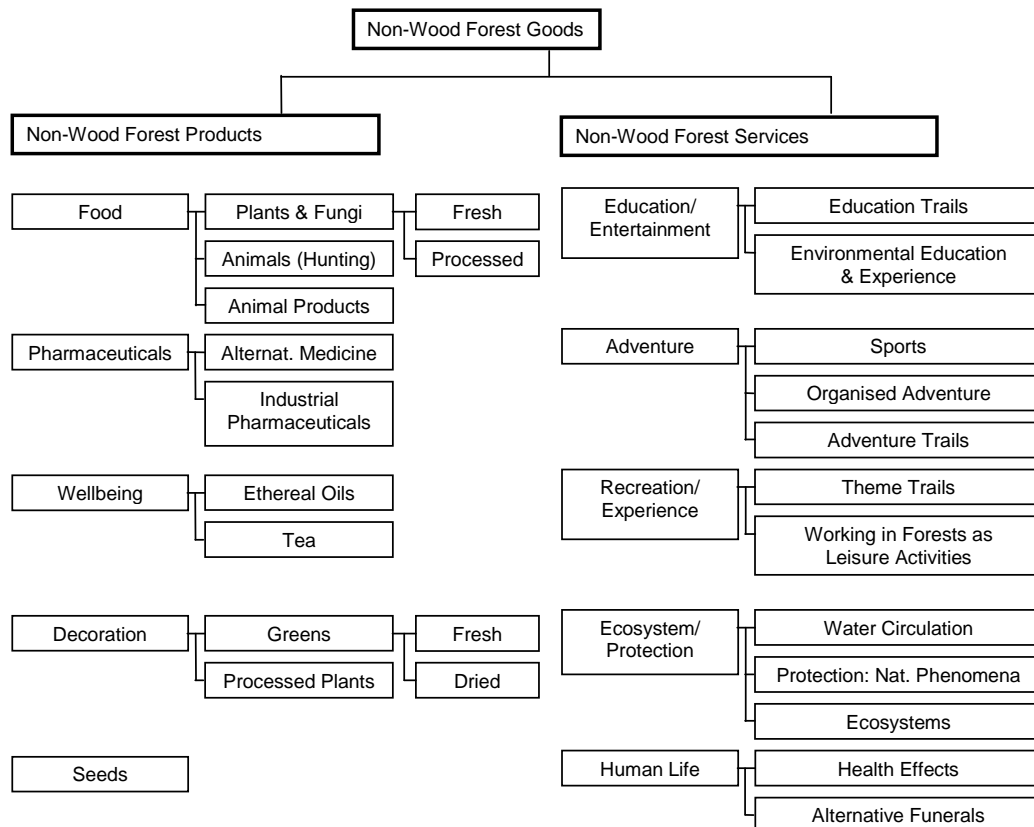 Non-Wood Forest Goods
Non-Wood Forest Products
Food
Plants & Fungi
Fresh
Processed
Animals (Hunting)
Animal Products
Pharmaceuticals
Alternat. Medicine
Industrial
Pharmaceuticals
Wellbeing
Ethereal Oils
Tea
Decoration
Greens
Fresh
Dried
Processed Plants
Seeds
Non-Wood Forest Services
Education/
Entertainment
Education Trails
Environmental Education
& Experience
Adventure
Sports
Organised Adventure
Adventure Trails
Recreation/
Experience
Theme Trails
Working in Forests as
Leisure Activities
Ecosystem/
Protection
Water Circulation
Protection: Nat. Phenomena
Ecosystems
Human Life
Health Effects
Alternative Funerals